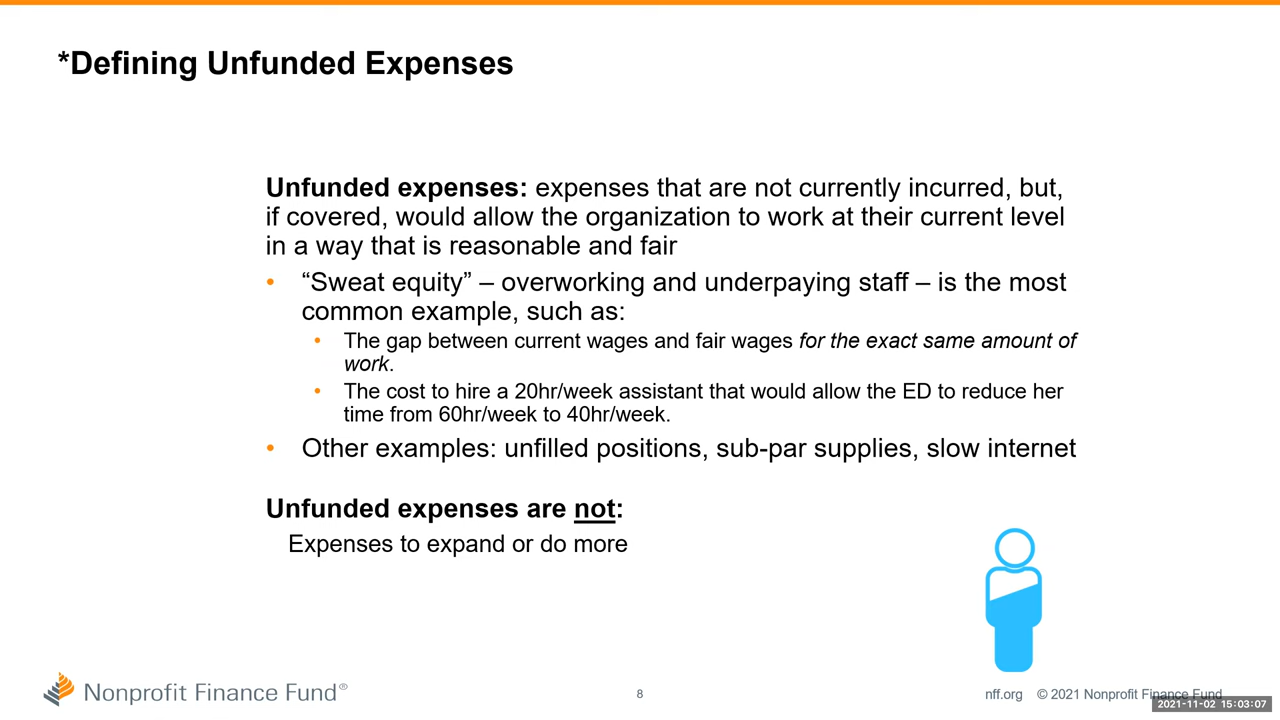 *Defining Unfunded Expenses
Unfunded expenses: expenses that are not currently incurred, but,
if covered, would allow the organization to work at their current level
in a way that is reasonable and fair
• “Sweat equity” – overworking and underpaying staff – is the most
common example, such as:
• The gap between current wages and fair wages for the exact same amount of
work.
• The cost to hire a 20hr/week assistant that would allow the ED to reduce her
time from 60hr/week to 40hr/week.
• Other examples: unfilled positions, sub-par supplies, slow internet
Unfunded expenses are not:
Expenses to expand or do more
Nonprofit Finance Fund®
8
nff.org © 2021 Nonprofit Finance Fund
2021-11-02 15:03:07